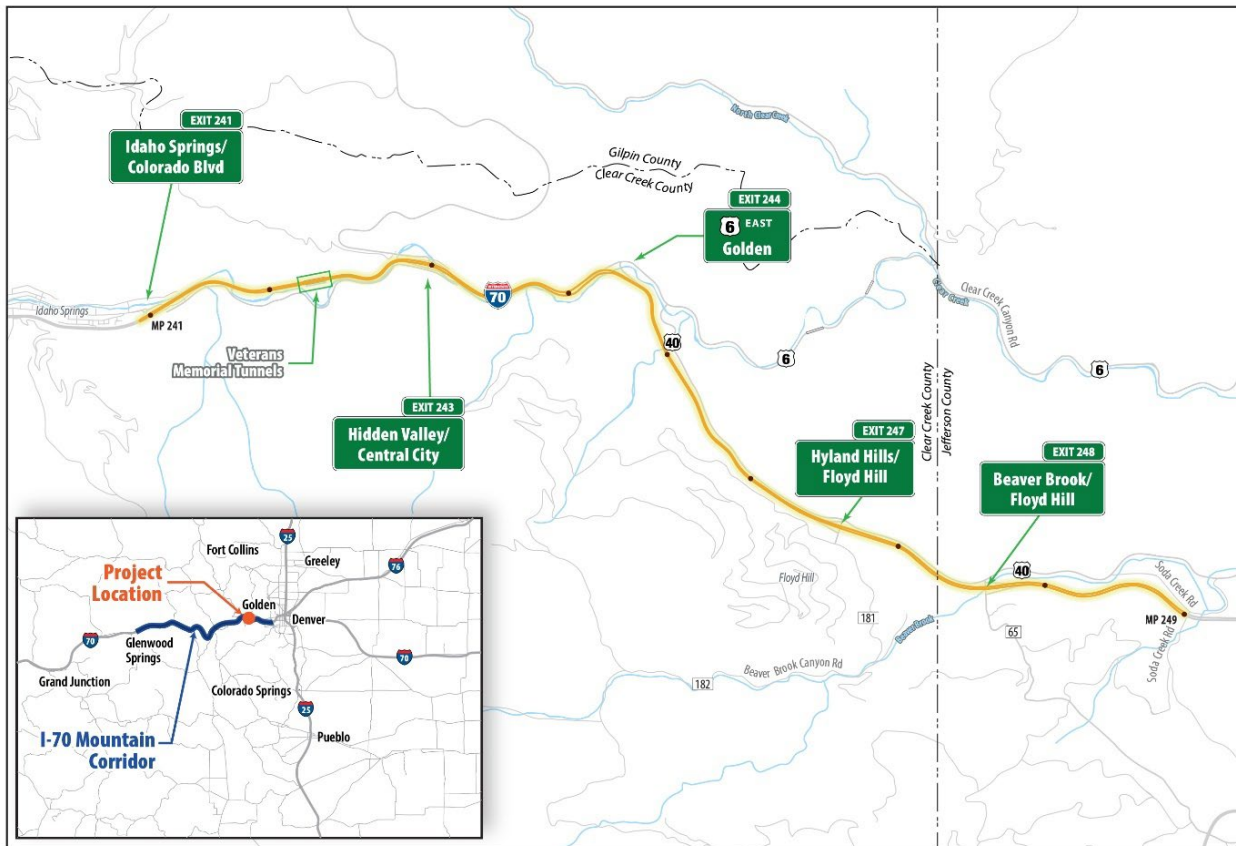 North Clear Creek
EXIT 241
Idaho Springs/
Colorado Blvd
Gilpin County
Clear Creek County
EXIT 244
6 EAST
Golden
Clear Creek
Clear Creek Canyon Rd
INTERSTATE
70
Idaho Springs
MP 241
Veterans
Memorial Tunnels
40
6
6
EXIT 243
Hidden Valley/
Central City
Clear Creek County
Jefferson County
EXIT 247
Hyland Hills/
Floyd Hill
EXIT 248
Beaver Brook/
Floyd Hill
40
Soda Creek Rd
MP 249
Soda Creek Rd
Floyd Hill
181
Beaver Brook
65
Beaver Brook Canyon Rd
182
25
Fort Collins
Greeley
76
Project
Location
Golden
Denver
70
Glenwood
Springs
70
Grand Junction
Colorado Springs
25
Pueblo
I-70 Mountain
Corridor